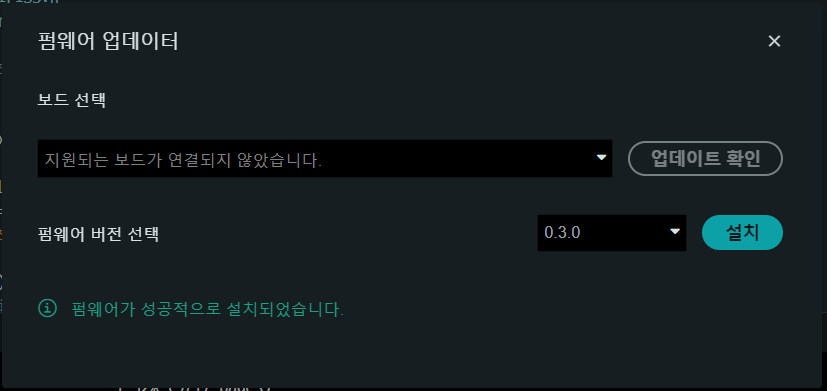 펌웨어 업데이터
보드 선택
지원되는 보드가 연결되지 않았습니다.
업데이트 확인
펌웨어 버전 선택
0.3.0
설치
펌웨어가 성공적으로 설치되었습니다.